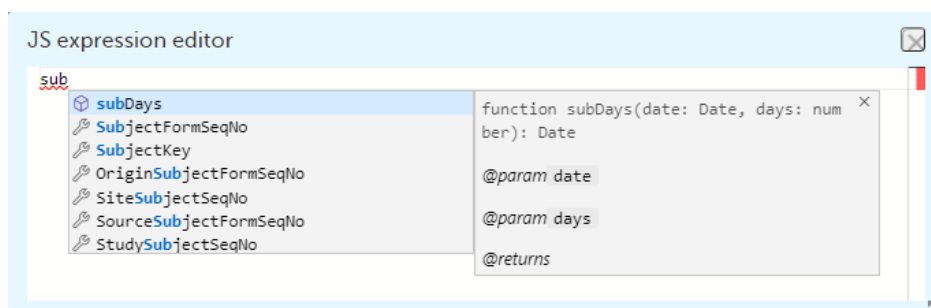 JS expression editor
sub
subDays
SubjectFormSeqNo
SubjectKey
OriginSubjectFormSeqNo
SiteSubjectSeqNo
SourceSubjectFormSeqNo
StudySubjectSeqNo
function subDays(date: Date, days: num
ber): Date
@param date
@param days
@returns